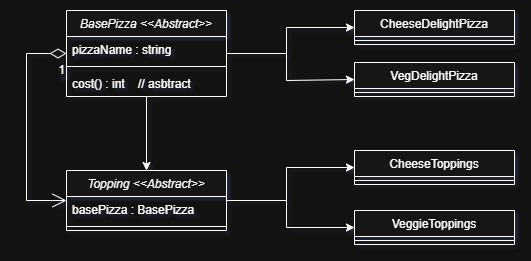 BasePizza <<Abstract>>
pizzaName : string
1
cost() : int // asbtract
CheeseDelightPizza
VegDelightPizza
Topping <<Abstract>>
basePizza : BasePizza
CheeseToppings
VeggieToppings